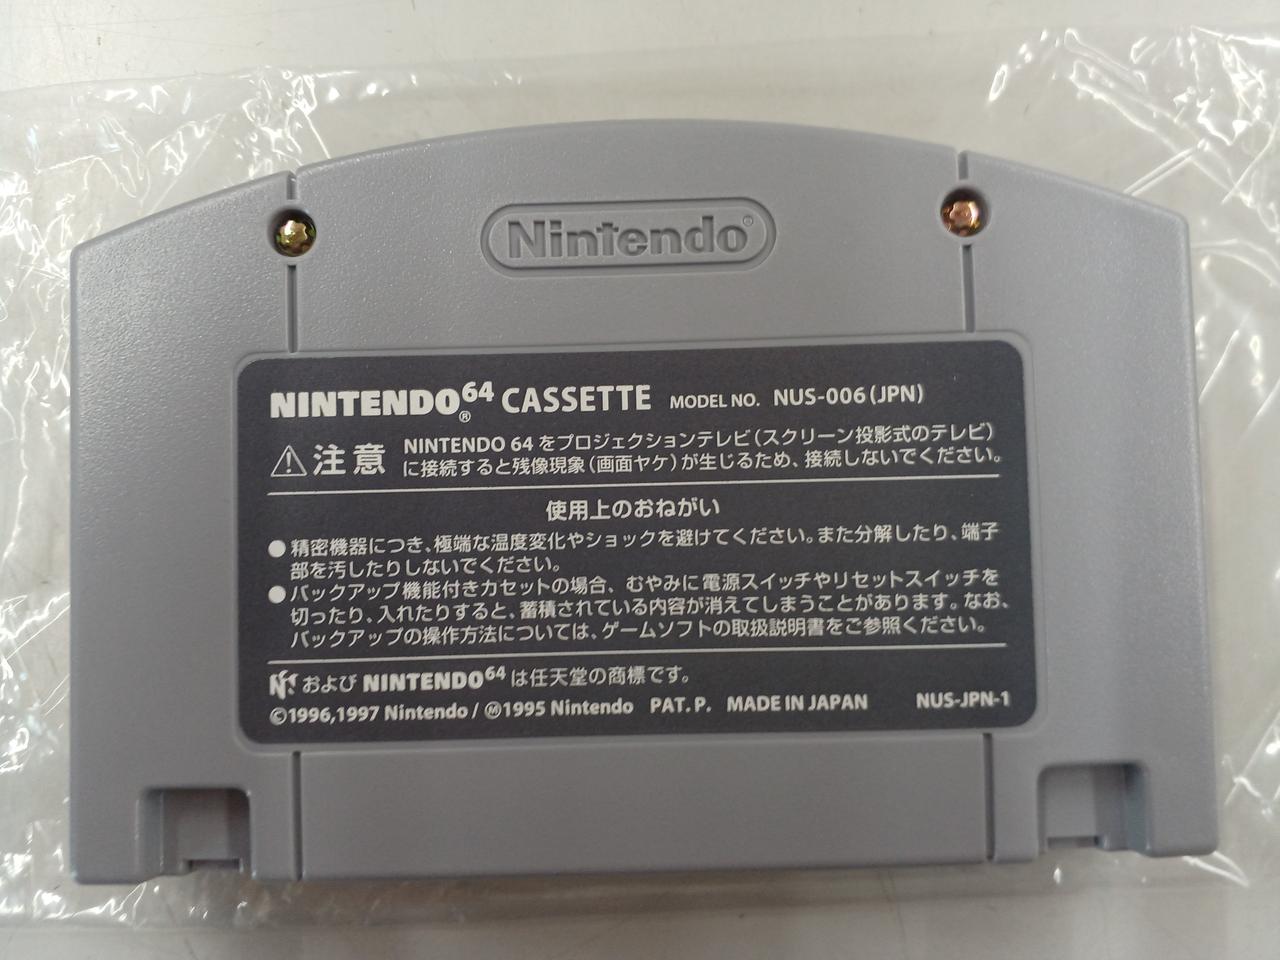 Nintendo®
NINTENDO64® CASSETTE MODEL NO. NUS-006(JPN)
⚠注意 NINTENDO 64をプロジェクションテレビ(スクリーン投影式のテレビ)
に接続すると残像現象(画面ヤケ)が生じるため、接続しないでください。
使用上のおねがい
●精密機器につき、極端な温度変化やショックを避けてください。また分解したり、端子
部を汚したりしないでください。
●バックアップ機能付きカセットの場合、むやみに電源スイッチやリセットスイッチを
切ったり、入れたりすると、蓄積されている内容が消えてしまうことがあります。なお、
バックアップの操作方法については、ゲームソフトの取扱説明書をご参照ください。
および NINTENDO64は任天堂の商標です。
©1996,1997 Nintendo / Ⓜ1995 Nintendo PAT. P. MADE IN JAPAN NUS-JPN-1